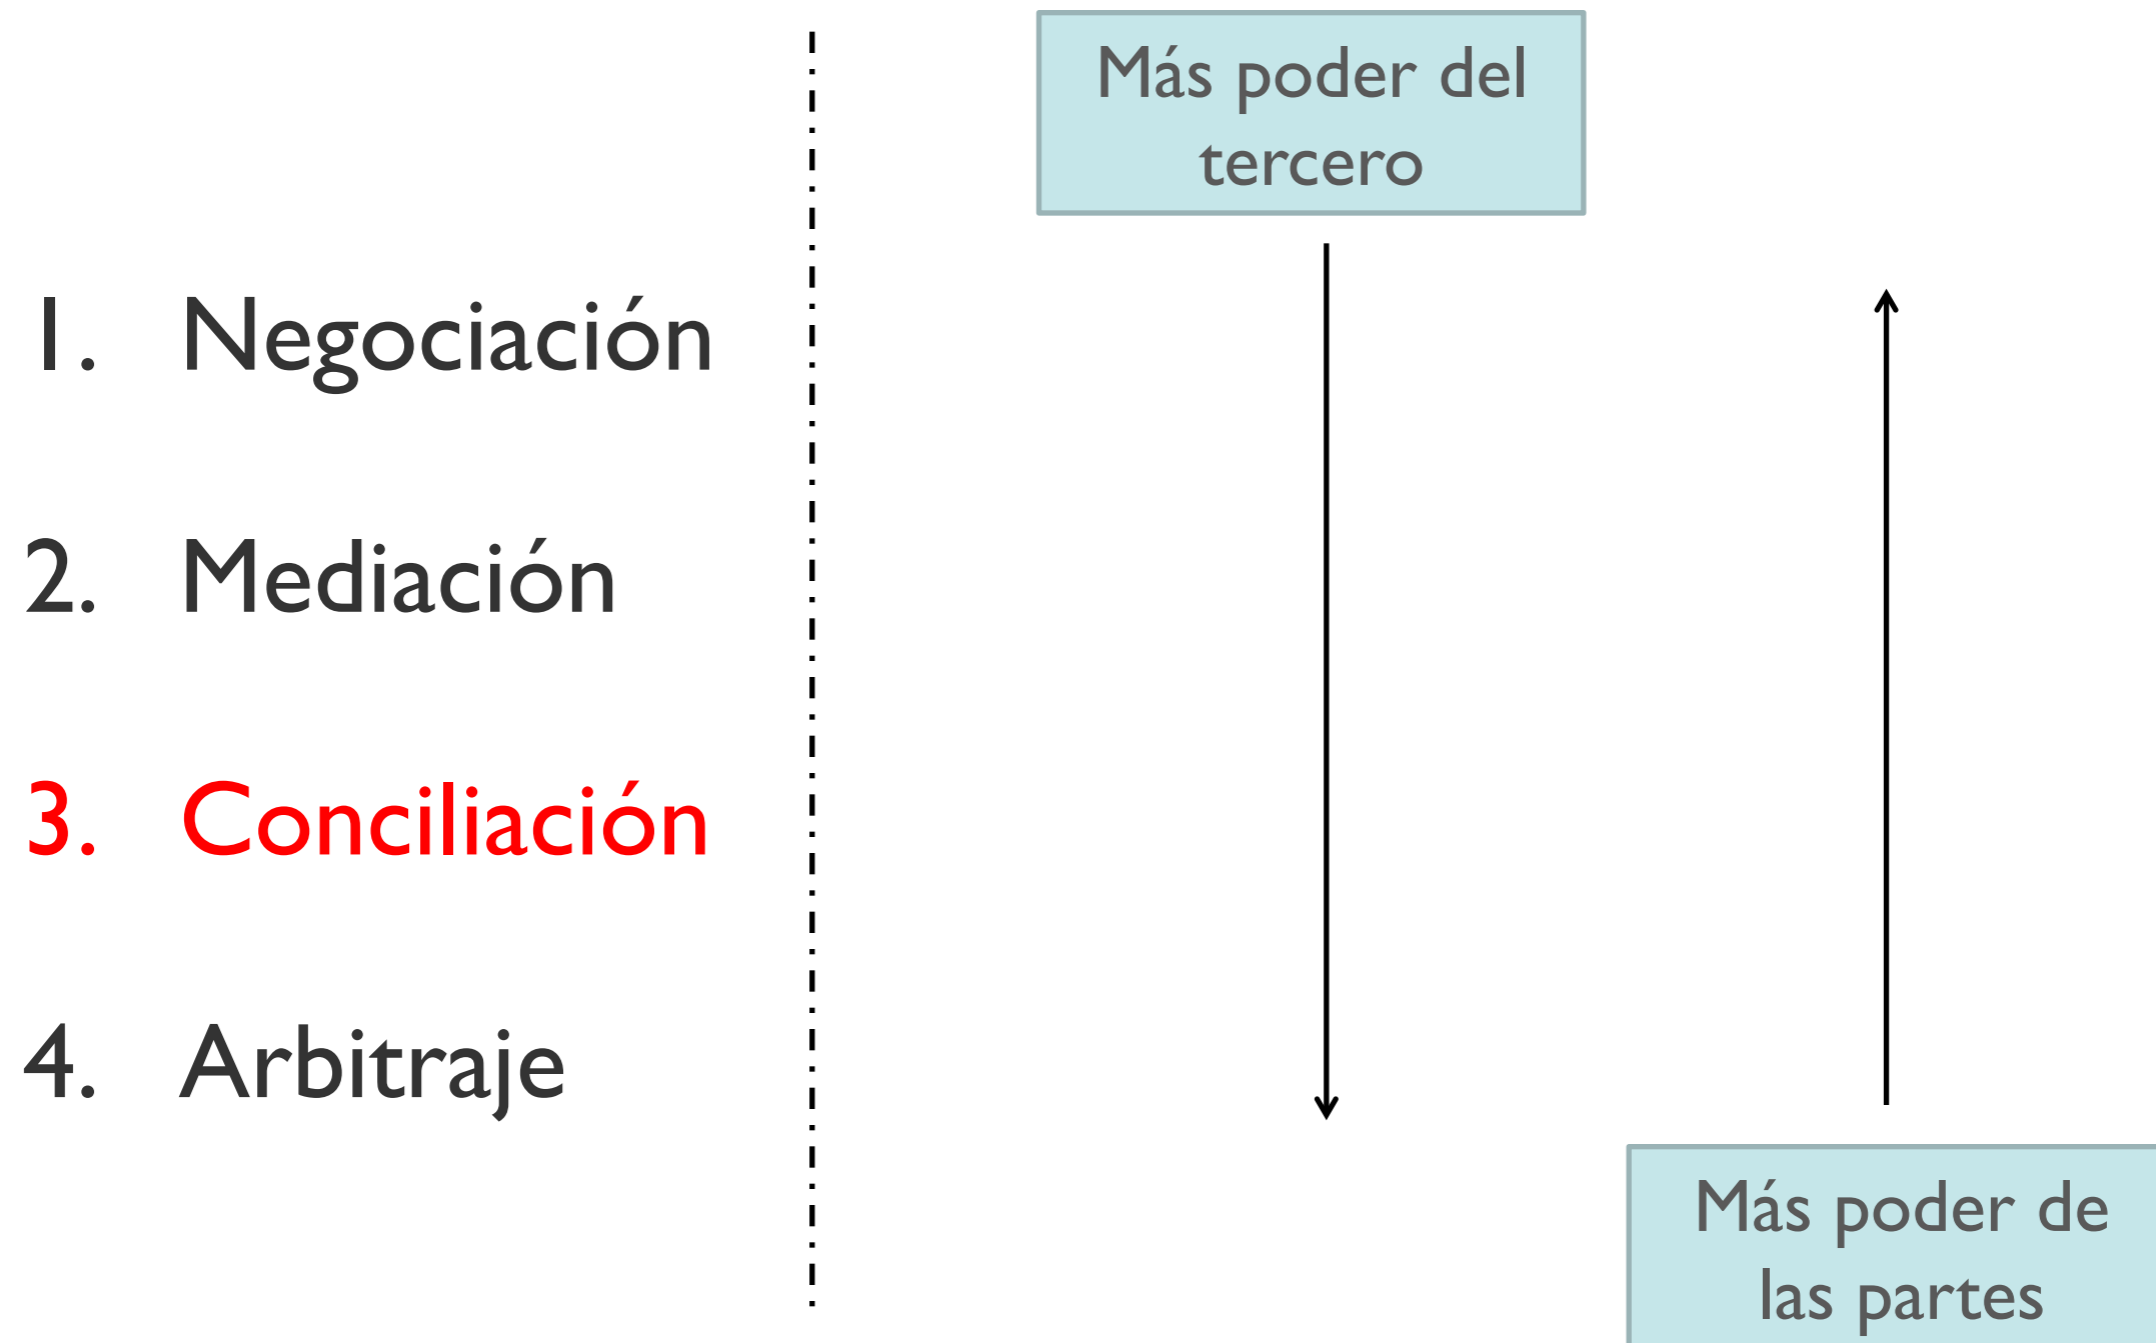 Más poder del
tercero
1. Negociación
2. Mediación
3. Conciliación
4. Arbitraje
Más poder de
las partes